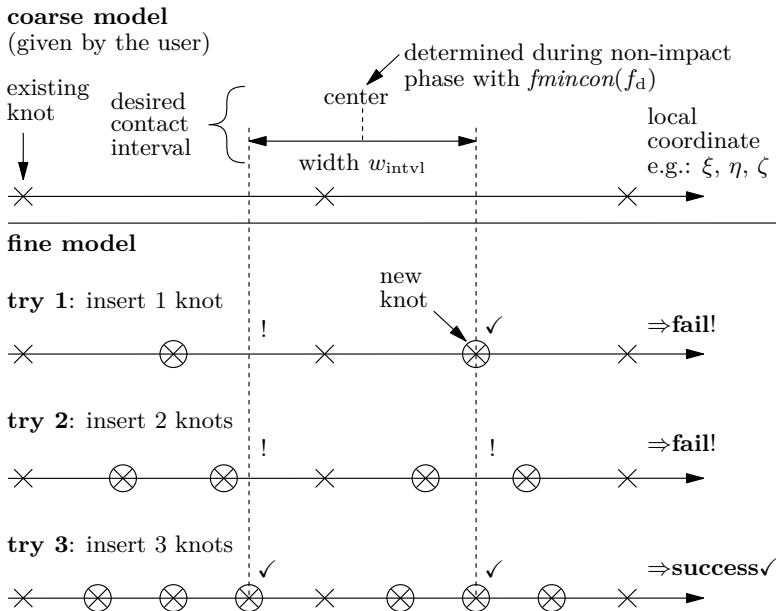 coarse model
(given by the user)
determined during non-impact
phase with fmincon(f_d)
existing
knot
desired
contact
interval
center
width w_intvl
local
coordinate
e.g.: ξ, η, ζ
fine model
try 1: insert 1 knot
!
new
knot
✓
⇒fail!
try 2: insert 2 knots
!
!
⇒fail!
try 3: insert 3 knots
✓
✓
⇒success✓